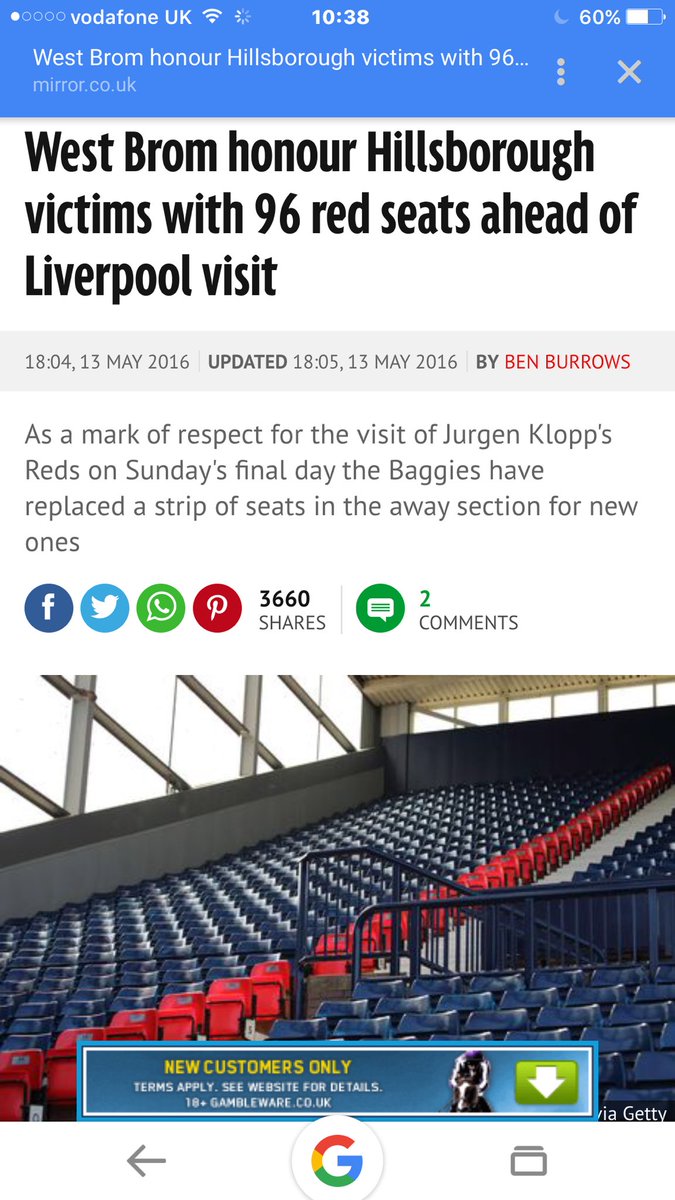 vodafone UK 10:38 60%
West Brom honour Hillsborough victims with 96...
mirror.co.uk
West Brom honour Hillsborough
victims with 96 red seats ahead of
Liverpool visit
18:04, 13 MAY 2016 UPDATED 18:05, 13 MAY 2016 BY BEN BURROWS
As a mark of respect for the visit of Jurgen Klopp's
Reds on Sunday's final day the Baggies have
replaced a strip of seats in the away section for new
ones
3660
SHARES
2
COMMENTS
NEW CUSTOMERS ONLY
TERMS APPLY. SEE WEBSITE FOR DETAILS.
18+ GAMBLEWARE.CO.UK
via Getty